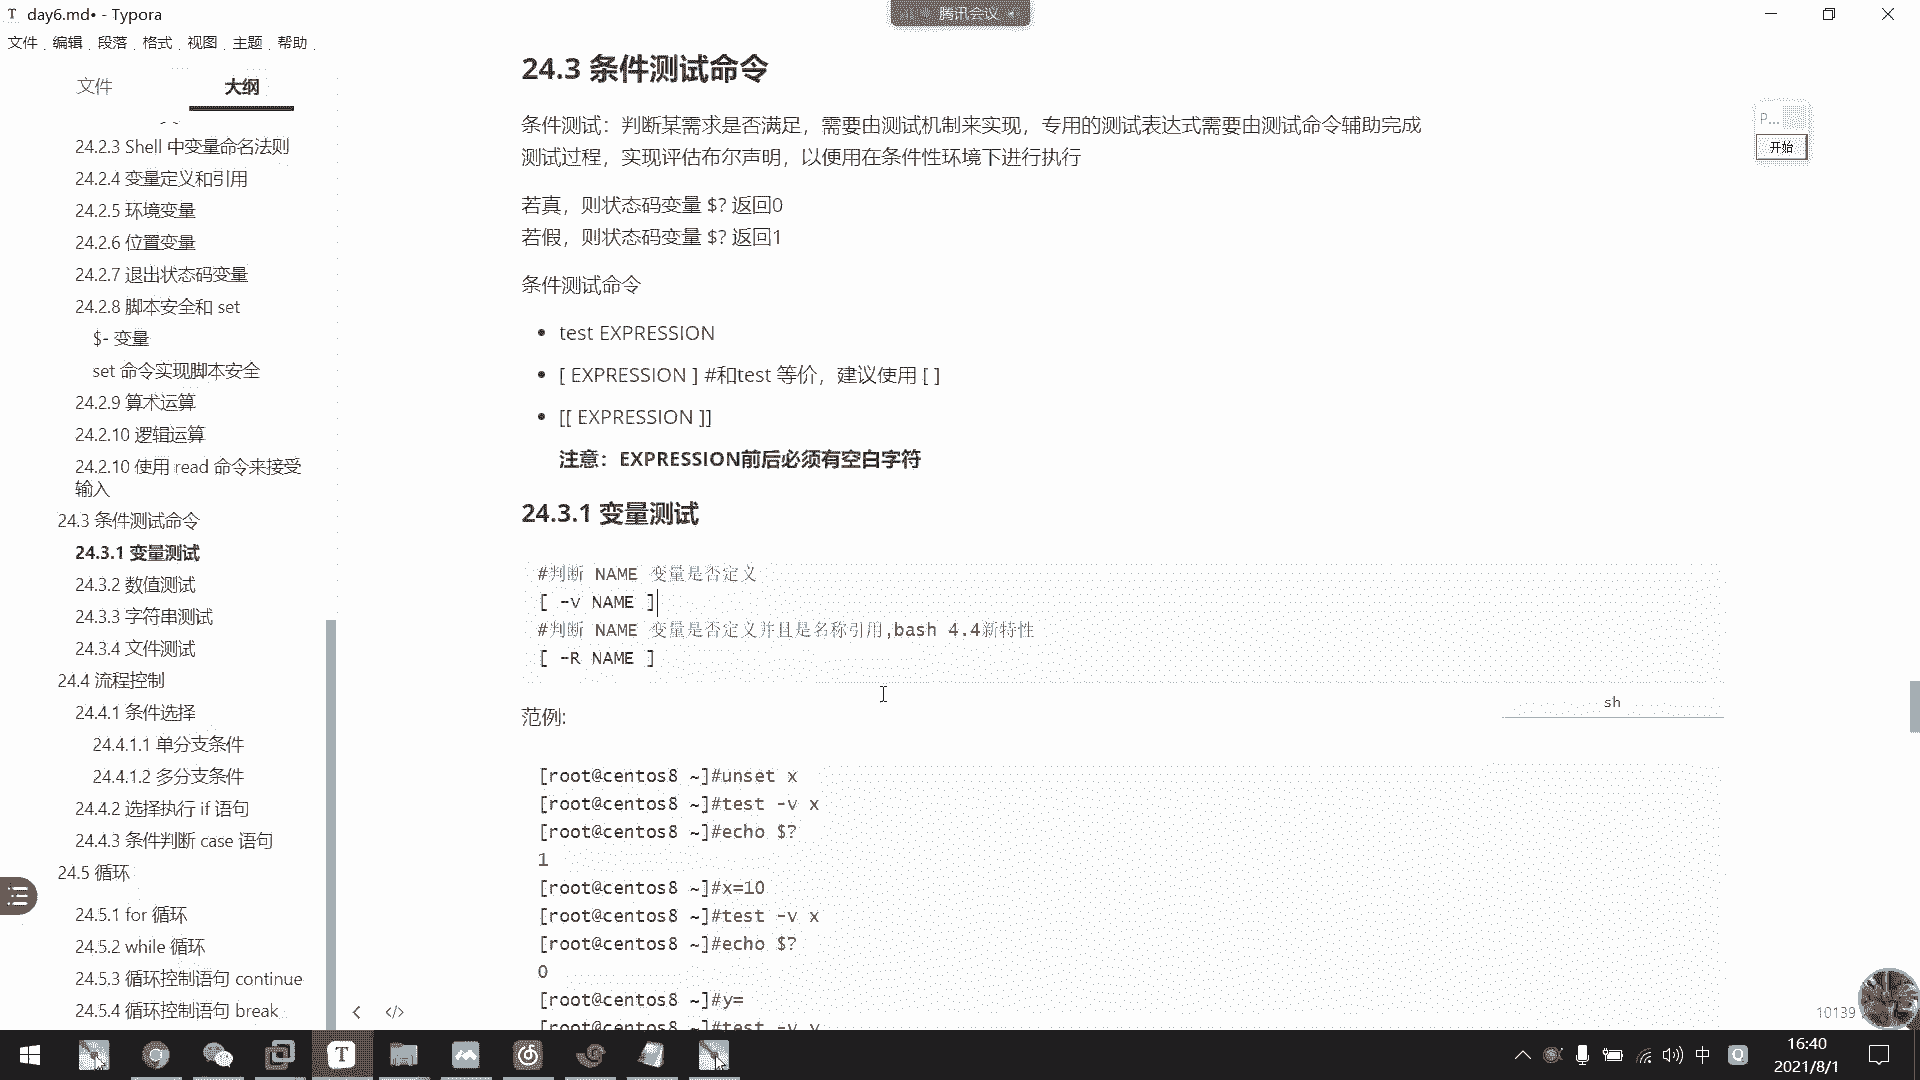 day6.md• - Typora
腾讯会议
文件 编辑 段落 格式 视图 主题 帮助
文件 大纲
24.2.3 Shell 中变量命名法则
24.2.4 变量定义和引用
24.2.5 环境变量
24.2.6 位置变量
24.2.7 退出状态码变量
24.2.8 脚本安全和 set
$- 变量
set 命令实现脚本安全
24.2.9 算术运算
24.2.10 逻辑运算
24.2.10 使用 read 命令来接受
输入
24.3 条件测试命令
24.3.1 变量测试
24.3.2 数值测试
24.3.3 字符串测试
24.3.4 文件测试
24.4 流程控制
24.4.1 条件选择
24.4.1.1 单分支条件
24.4.1.2 多分支条件
24.4.2 选择执行 if 语句
24.4.3 条件判断 case 语句
24.5 循环
24.5.1 for 循环
24.5.2 while 循环
24.5.3 循环控制语句 continue
24.5.4 循环控制语句 break
24.3 条件测试命令
条件测试：判断某需求是否满足，需要由测试机制来实现，专用的测试表达式需要由测试命令辅助完成
测试过程，实现评估布尔声明，以便用在条件性环境下进行执行
若真，则状态码变量 $? 返回0
若假，则状态码变量 $? 返回1
条件测试命令
• test EXPRESSION
• [ EXPRESSION ] #和test 等价，建议使用 [ ]
• [[ EXPRESSION ]]
注意：EXPRESSION前后必须有空白字符
24.3.1 变量测试
#判断 NAME 变量是否定义
[ -v NAME ]
#判断 NAME 变量是否定义并且是名称引用,bash 4.4新特性
[ -R NAME ]
sh
范例:
[root@centos8 ~]#unset x
[root@centos8 ~]#test -v x
[root@centos8 ~]#echo $?
1
[root@centos8 ~]#x=10
[root@centos8 ~]#test -v x
[root@centos8 ~]#echo $?
0
[root@centos8 ~]#y=
[root@centos8 ~]#test -v y
P...
开始
10139
中
16:40
2021/8/1